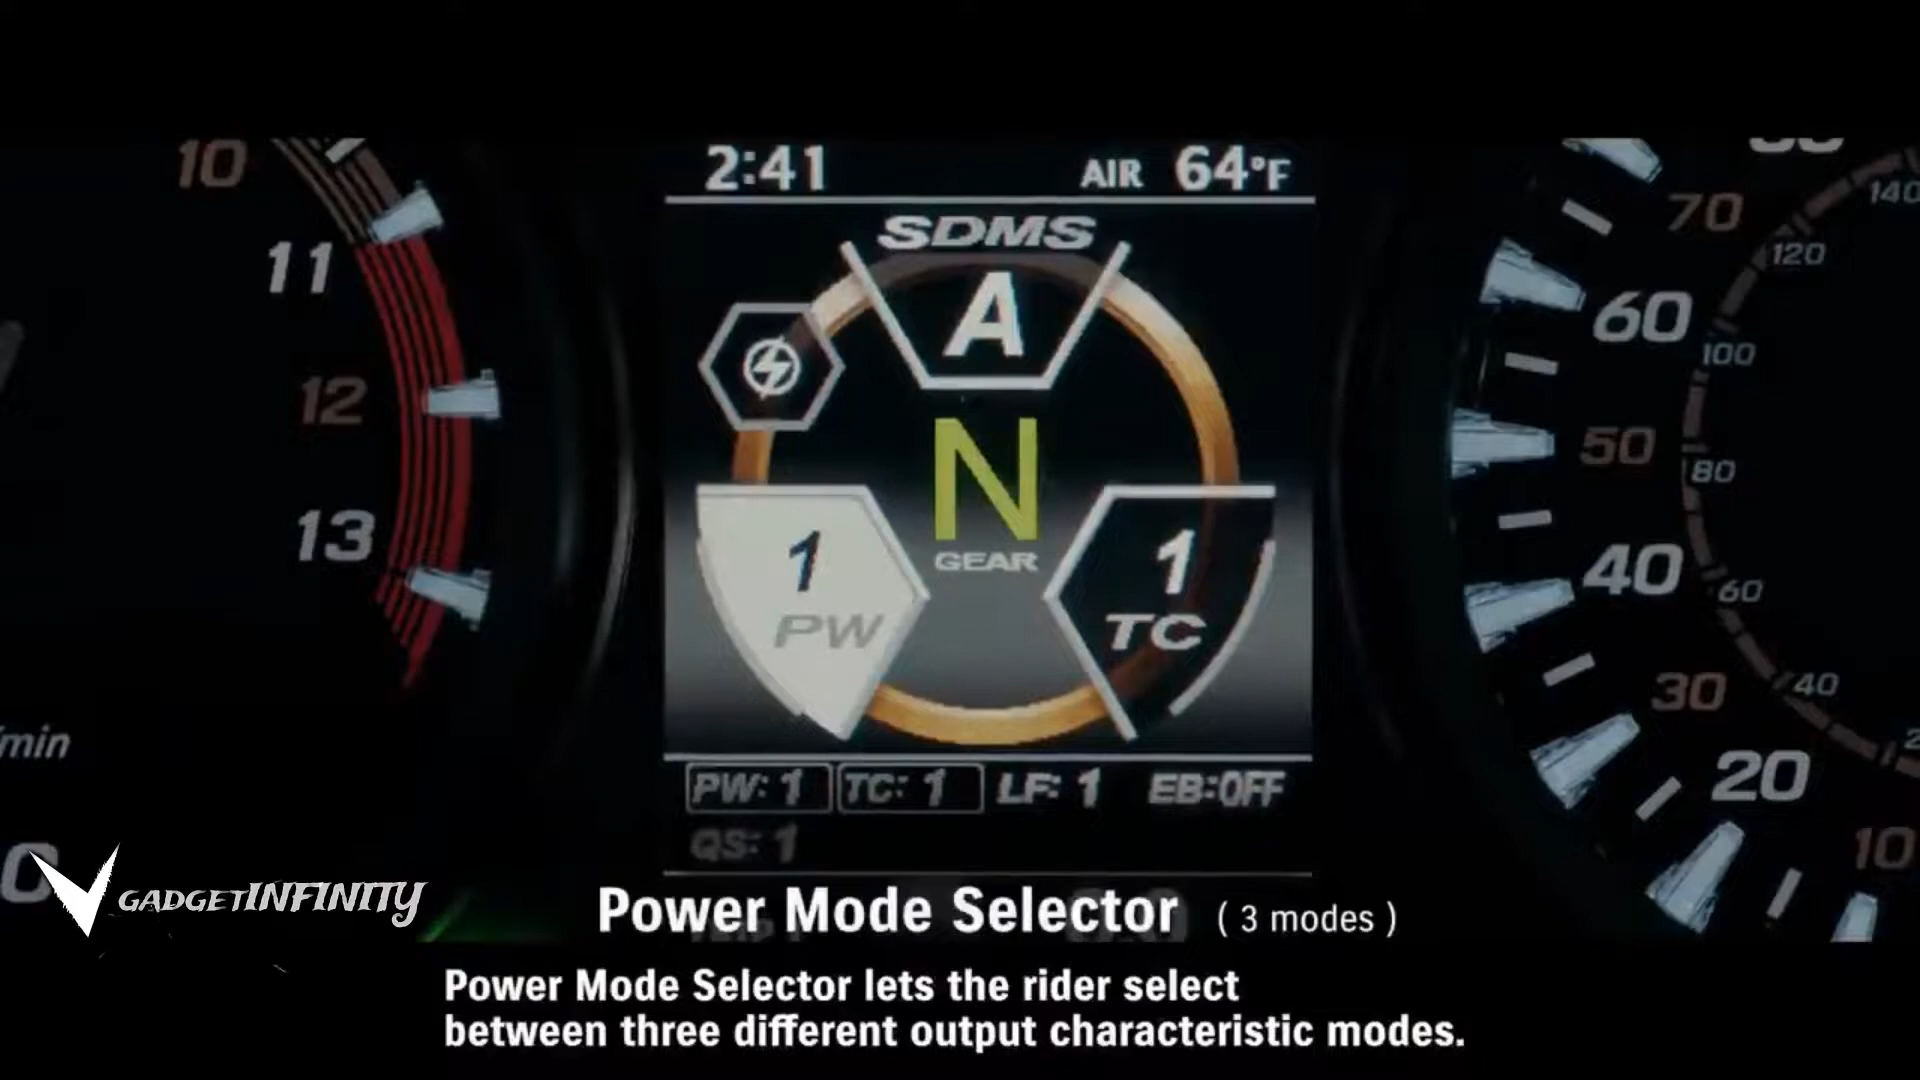 2:41 AIR 64°F
SDMS
A
N
GEAR
1
PW
1
TC
PW: 1 TC: 1 LF: 1 EB:OFF
QS: 1
10
11
12
13
/min
0
70
60
50
40
30
20
10
140
120
100
80
60
40
GADGETINFINITY
Power Mode Selector ( 3 modes )
Power Mode Selector lets the rider select
between three different output characteristic modes.